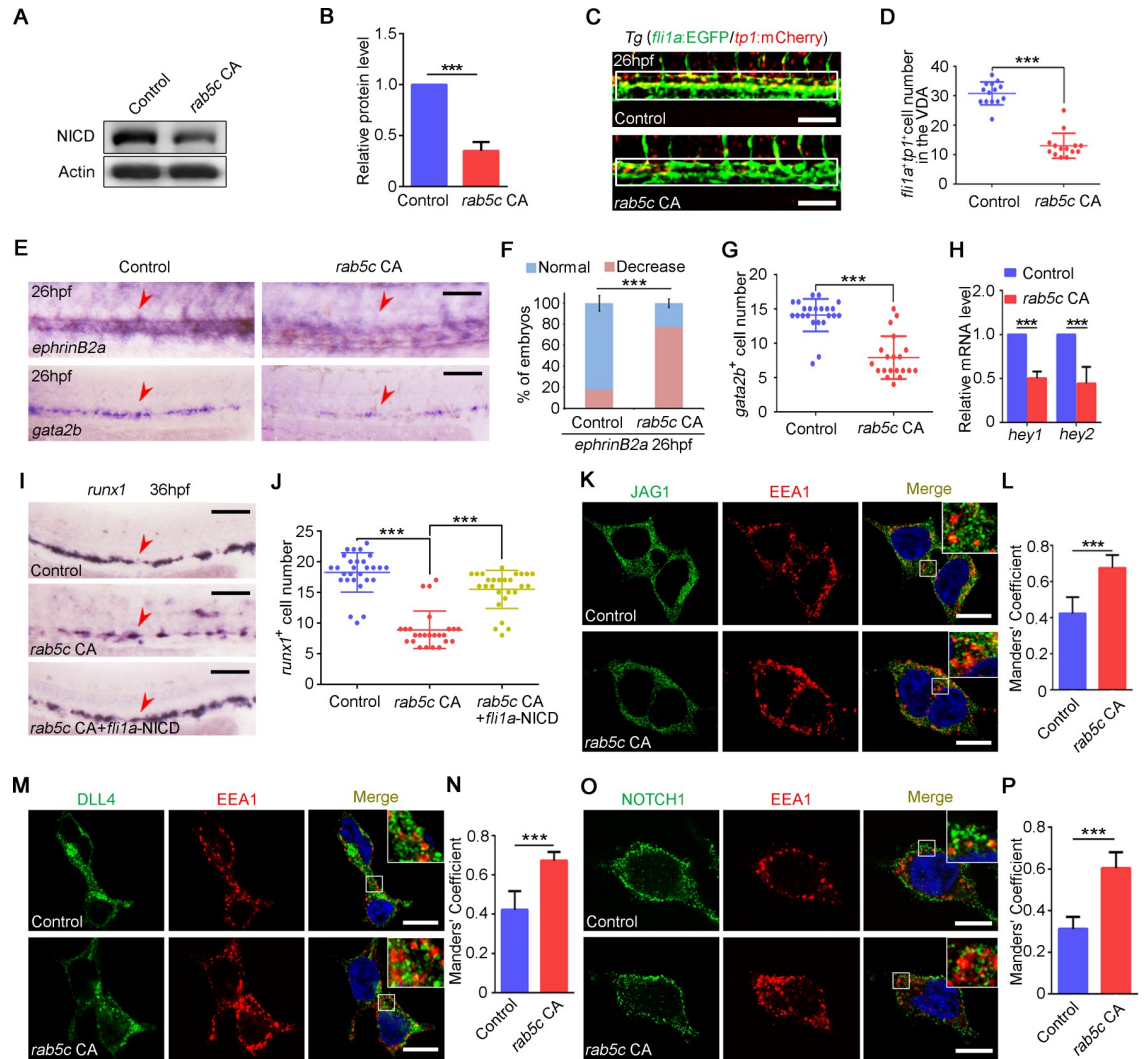 A
Control
rab5c CA
NICD
Actin
B
Relative protein level
1.5
1.0
0.5
0
***
Control
rab5c CA
C
Tg (fli1a:EGFP/tp1:mCherry)
26hpf
Control
rab5c CA
D
fli1a+ tp1+ cell number
in the VDA
40
30
20
10
0
***
Control
rab5c CA
E
Control
rab5c CA
26hpf
ephrinB2a
26hpf
gata2b
F
Normal
Decrease
***
% of embryos
100
80
60
40
20
0
Control
rab5c CA
ephrinB2a 26hpf
G
gata2b+ cell number
20
15
10
5
0
***
Control
rab5c CA
H
Control
rab5c CA
Relative mRNA level
2.0
1.0
0.5
0
***
***
hey1
hey2
I
runx1 36hpf
Control
rab5c CA
rab5c CA+fli1a-NICD
J
runx1+ cell number
25
20
15
10
5
0
***
***
Control
rab5c CA
rab5c CA
+fli1a-NICD
K
JAG1
EEA1
Merge
Control
rab5c CA
L
Manders' Coefficient
0.8
0.6
0.4
0.2
0
***
Control
rab5c CA
M
DLL4
EEA1
Merge
Control
rab5c CA
N
Manders' Coefficient
0.8
0.6
0.4
0.2
0
***
Control
rab5c CA
O
NOTCH1
EEA1
Merge
Control
rab5c CA
P
Manders' Coefficient
0.8
0.6
0.4
0.2
0
***
Control
rab5c CA